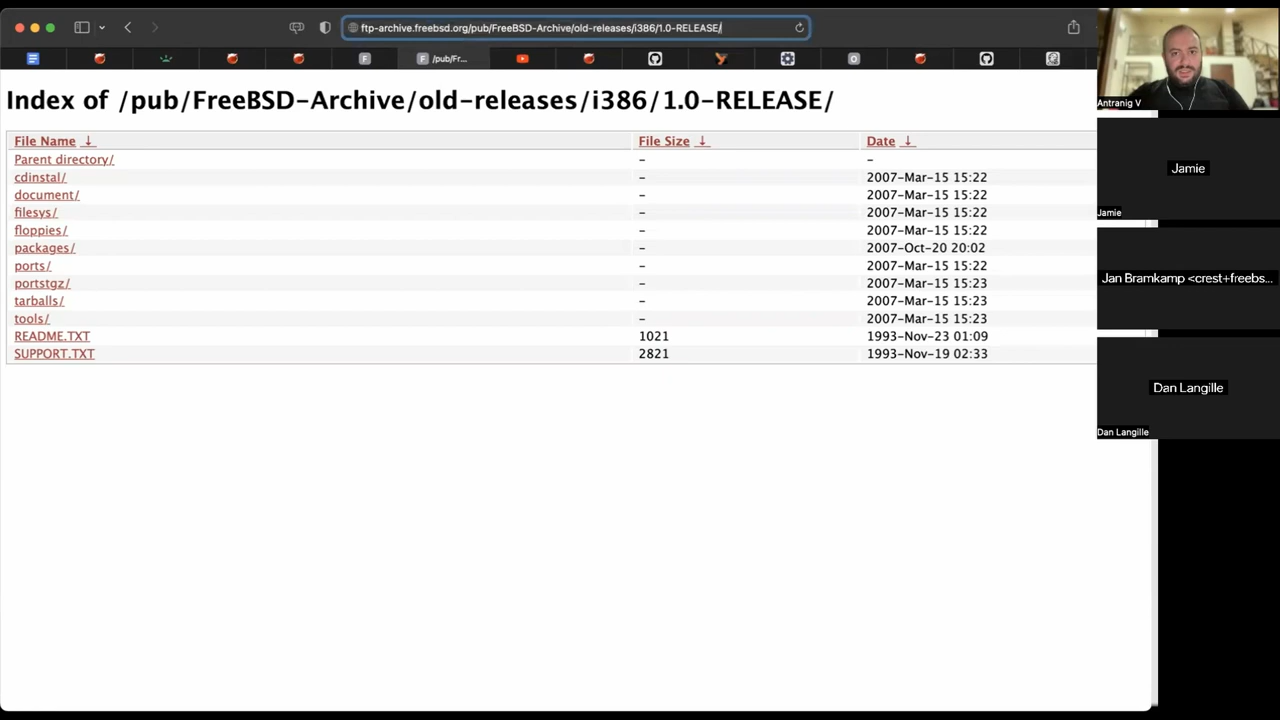 ftp-archive.freebsd.org/pub/FreeBSD-Archive/old-releases/i386/1.0-RELEASE/
/pub/Fr...
Index of /pub/FreeBSD-Archive/old-releases/i386/1.0-RELEASE/
File Name ↓ File Size ↓ Date ↓
Parent directory/ - -
cdinstal/ - 2007-Mar-15 15:22
document/ - 2007-Mar-15 15:22
filesys/ - 2007-Mar-15 15:22
floppies/ - 2007-Mar-15 15:22
packages/ - 2007-Oct-20 20:02
ports/ - 2007-Mar-15 15:22
portstgz/ - 2007-Mar-15 15:23
tarballs/ - 2007-Mar-15 15:23
tools/ - 2007-Mar-15 15:23
README.TXT 1021 1993-Nov-23 01:09
SUPPORT.TXT 2821 1993-Nov-19 02:33
Antranig V
Jamie
Jamie
Jan Bramkamp <crest+freebs...
Dan Langille
Dan Langille